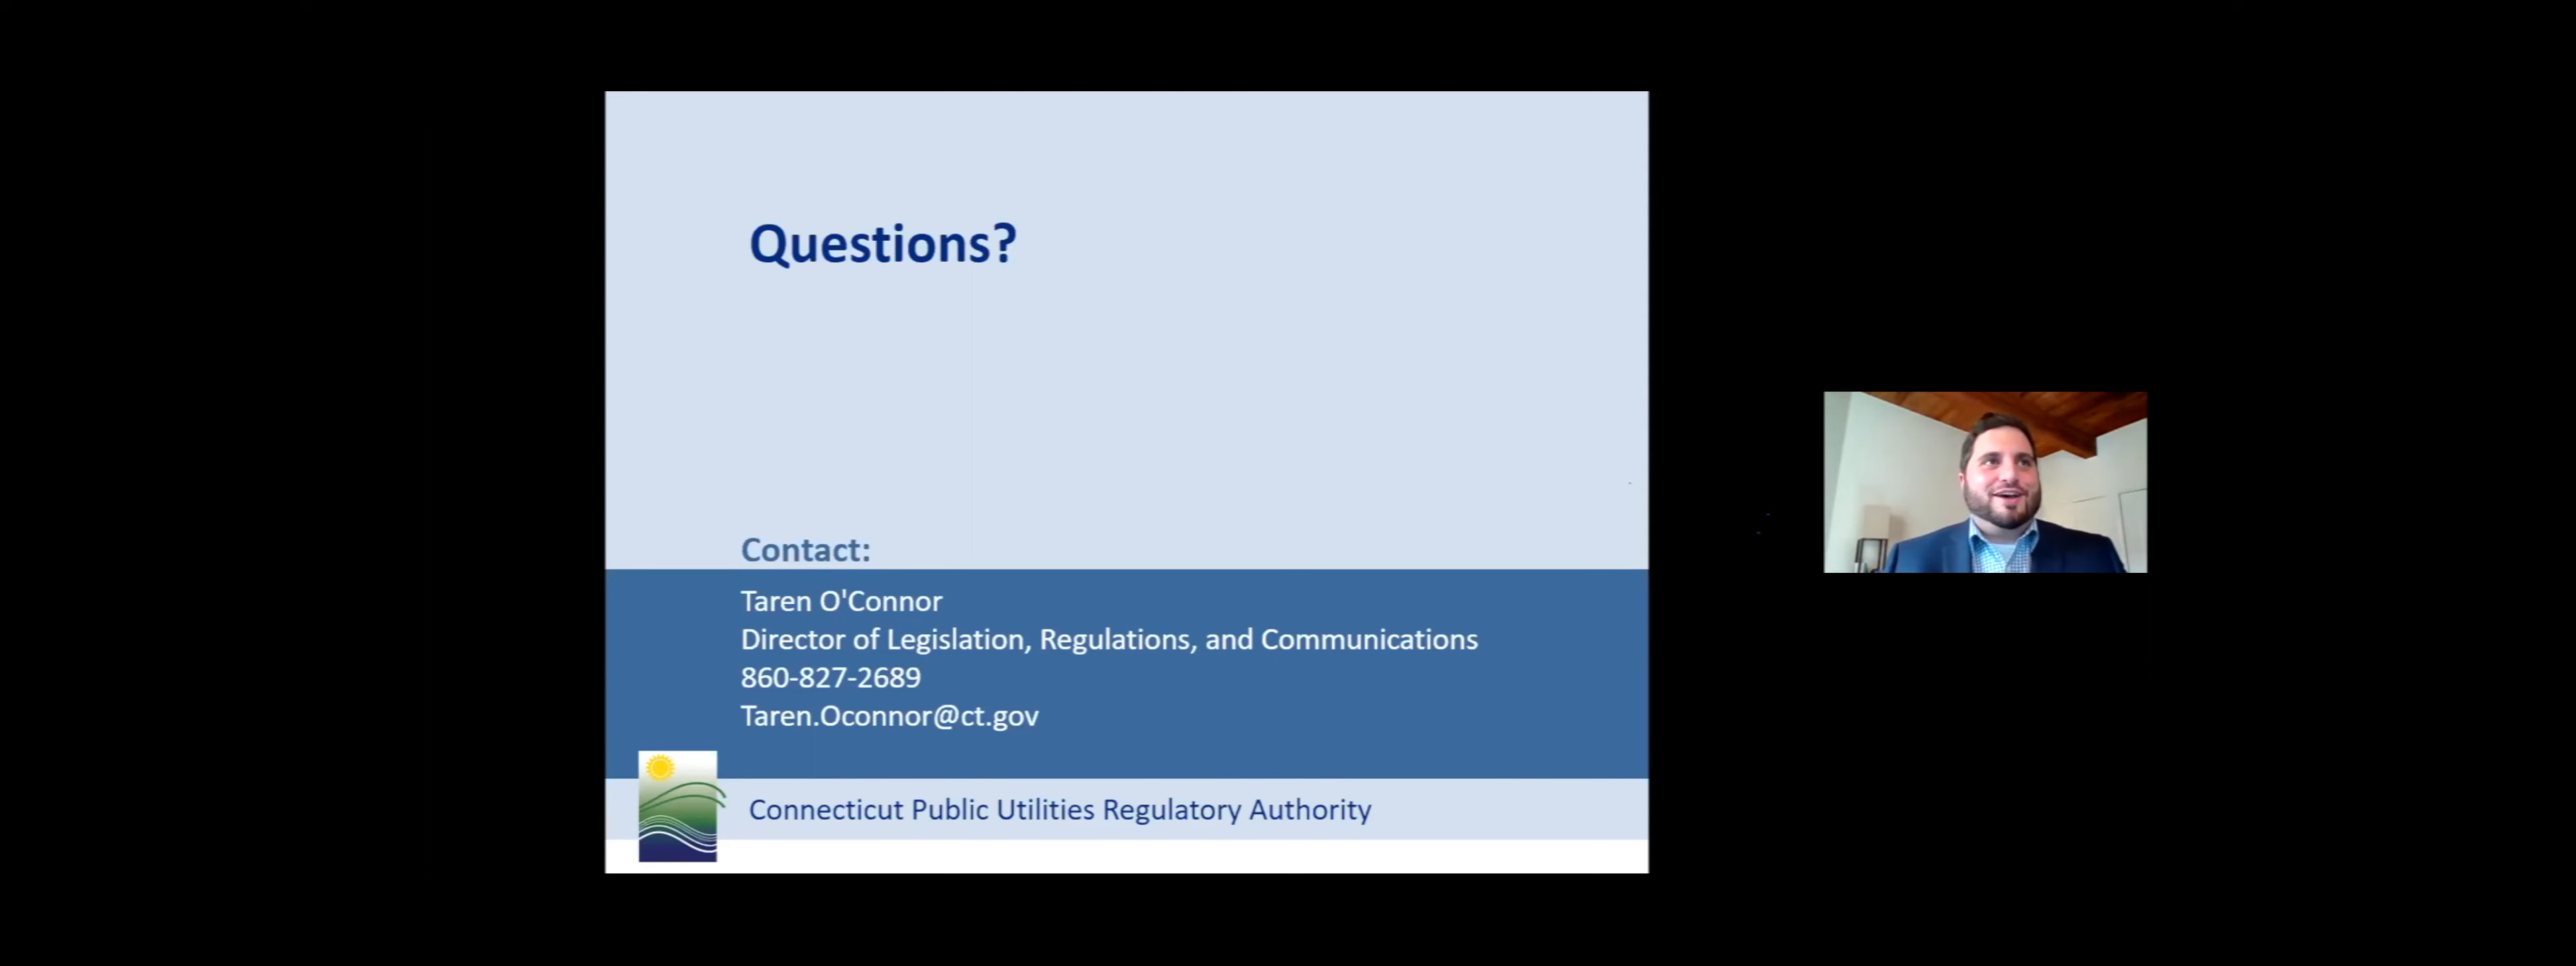 Questions?
Contact:
Taren O'Connor
Director of Legislation, Regulations, and Communications
860-827-2689
Taren.Oconnor@ct.gov
Connecticut Public Utilities Regulatory Authority